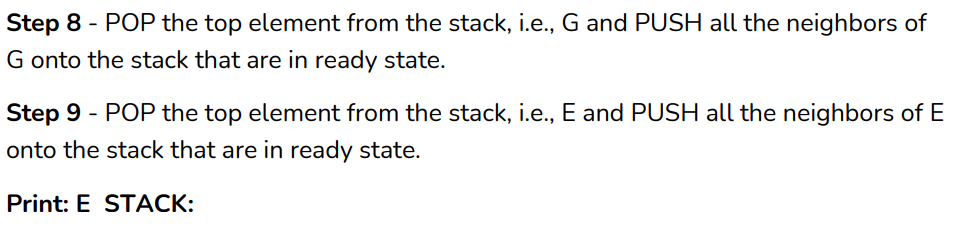 Step 8 - POP the top element from the stack, i.e., G and PUSH all the neighbors of
G onto the stack that are in ready state.
Step 9 - POP the top element from the stack, i.e., E and PUSH all the neighbors of E
onto the stack that are in ready state.
Print: E  STACK: